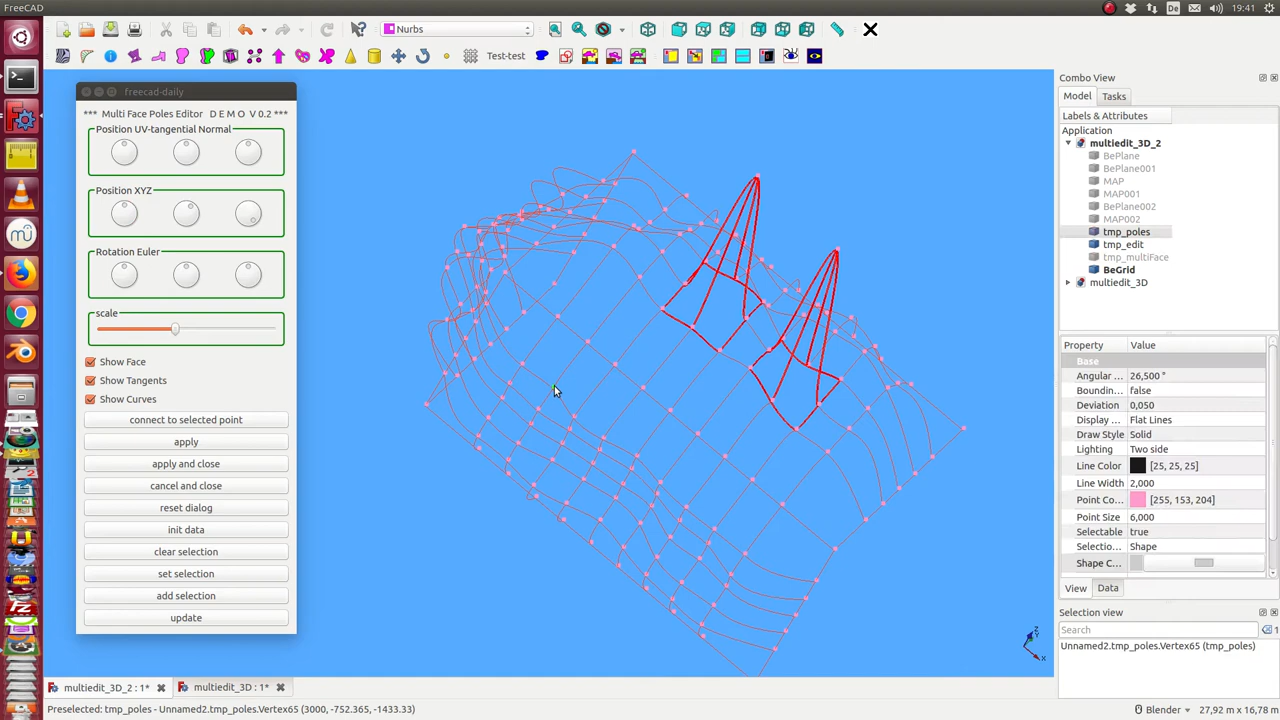 FreeCAD
De
19:41
Nurbs
Test-test
freecad-daily
*** Multi Face Poles Editor D E M O V 0.2 ***
Position UV-tangential Normal
Position XYZ
Rotation Euler
scale
Show Face
Show Tangents
Show Curves
connect to selected point
apply
apply and close
cancel and close
reset dialog
init data
clear selection
set selection
add selection
update
Combo View
Model
Tasks
Labels & Attributes
Application
multiedit_3D_2
BePlane
BePlane001
MAP
MAP001
BePlane002
MAP002
tmp_poles
tmp_edit
tmp_multiFace
BeGrid
multiedit_3D
Property Value
Base
Angular ... 26,500 °
Boundin... false
Deviation 0,050
Display ... Flat Lines
Draw Style Solid
Lighting Two side
Line Color [25, 25, 25]
Line Width 2,000
Point Co... [255, 153, 204]
Point Size 6,000
Selectable true
Selectio... Shape
Shape C...
View
Data
Selection view
Search
1
Unnamed2.tmp_poles.Vertex65 (tmp_poles)
multiedit_3D_2 : 1*
multiedit_3D : 1*
Preselected: tmp_poles - Unnamed2.tmp_poles.Vertex65 (3000, -752.365, -1433.33)
Blender
27,92 m x 16,78 m